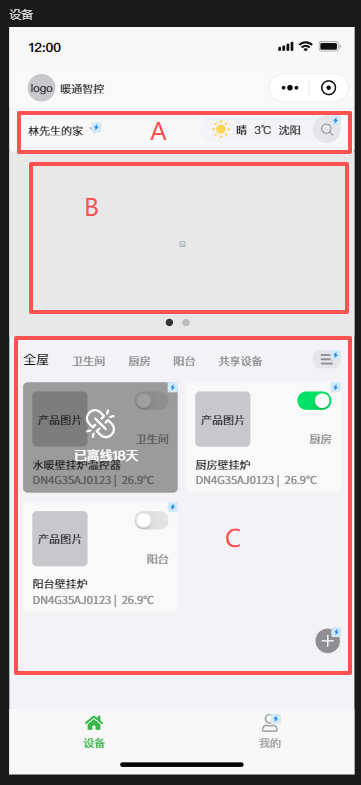 设备
12:00
logo 暖通智控
林先生的家 A 晴 3℃ 沈阳
B
全屋 卫生间 厨房 阳台 共享设备
产品图片 卫生间
已离线18天
水暖壁挂炉温控器
DN4G35AJ0123 | 26.9℃
产品图片 厨房
厨房壁挂炉
DN4G35AJ0123 | 26.9℃
产品图片 阳台
阳台壁挂炉
DN4G35AJ0123 | 26.9℃
C
设备 我的